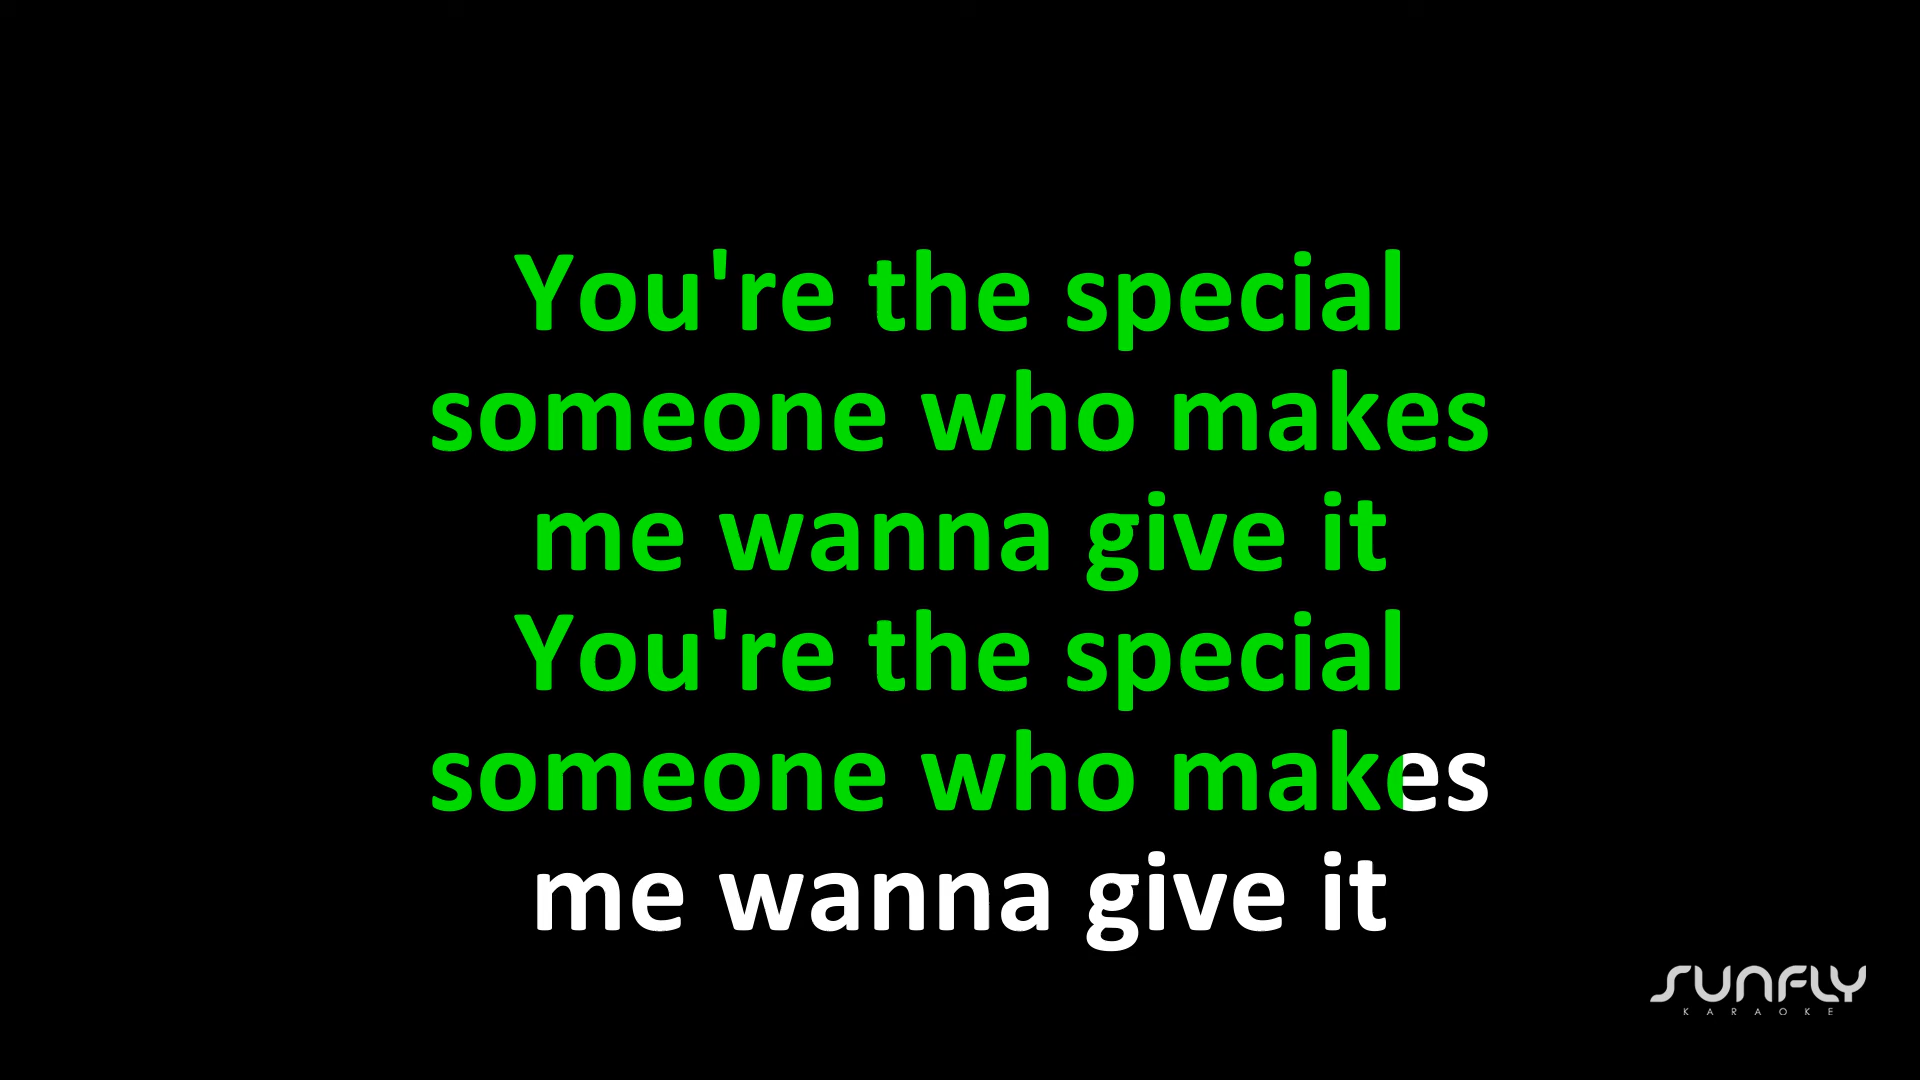 You're the special
someone who makes
me wanna give it
You're the special
someone who makes
me wanna give it
SUNFLY
KARAOKE